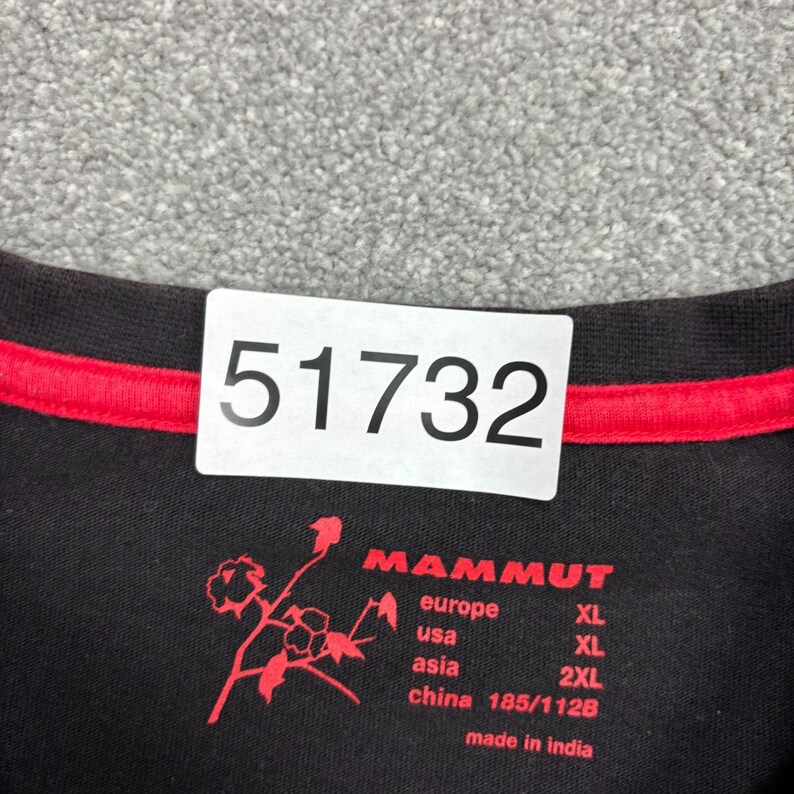 51732
MAMMUT
europe XL
usa XL
asia 2XL
china 185/112B
made in india